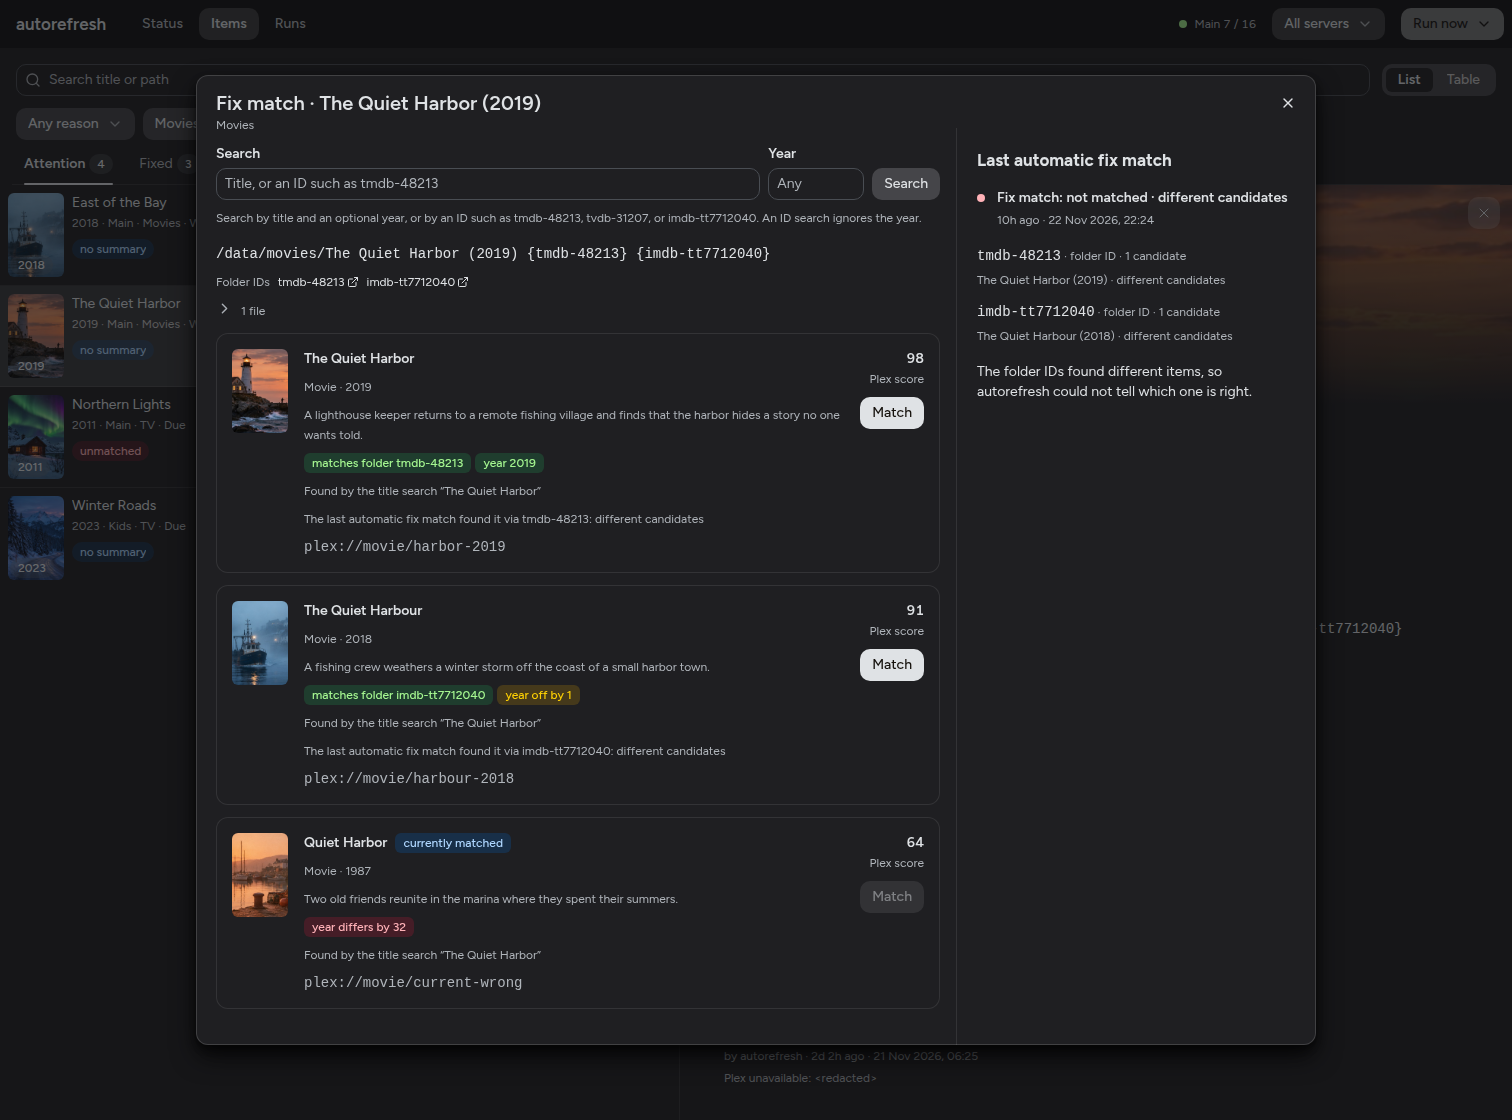 autorefresh
Status
Items
Runs
Main 7 / 16
All servers
Run now
Search title or path
List
Table
Any reason
Movies
Attention 4
Fixed 3
East of the Bay
2018 · Main · Movies · W
no summary
2018
The Quiet Harbor
2019 · Main · Movies · W
no summary
2019
Northern Lights
2011 · Main · TV · Due
unmatched
2011
Winter Roads
2023 · Kids · TV · Due
no summary
2023
Fix match · The Quiet Harbor (2019)
Movies
Search
Year
Title, or an ID such as tmdb-48213
Any
Search
Search by title and an optional year, or by an ID such as tmdb-48213, tvdb-31207, or imdb-tt7712040. An ID search ignores the year.
/data/movies/The Quiet Harbor (2019) {tmdb-48213} {imdb-tt7712040}
Folder IDs tmdb-48213 imdb-tt7712040
1 file
The Quiet Harbor
98
Movie · 2019
Plex score
A lighthouse keeper returns to a remote fishing village and finds that the harbor hides a story no one
wants told.
Match
matches folder tmdb-48213
year 2019
Found by the title search “The Quiet Harbor”
The last automatic fix match found it via tmdb-48213: different candidates
plex://movie/harbor-2019
The Quiet Harbour
91
Movie · 2018
Plex score
A fishing crew weathers a winter storm off the coast of a small harbor town.
Match
matches folder imdb-tt7712040
year off by 1
Found by the title search “The Quiet Harbor”
The last automatic fix match found it via imdb-tt7712040: different candidates
plex://movie/harbour-2018
Quiet Harbor
currently matched
64
Movie · 1987
Plex score
Two old friends reunite in the marina where they spent their summers.
Match
year differs by 32
Found by the title search “The Quiet Harbor”
plex://movie/current-wrong
Last automatic fix match
Fix match: not matched · different candidates
10h ago · 22 Nov 2026, 22:24
tmdb-48213 · folder ID · 1 candidate
The Quiet Harbor (2019) · different candidates
imdb-tt7712040 · folder ID · 1 candidate
The Quiet Harbour (2018) · different candidates
The folder IDs found different items, so
autorefresh could not tell which one is right.
tt7712040}
by autorefresh · 2d 2h ago · 21 Nov 2026, 06:25
Plex unavailable: <redacted>